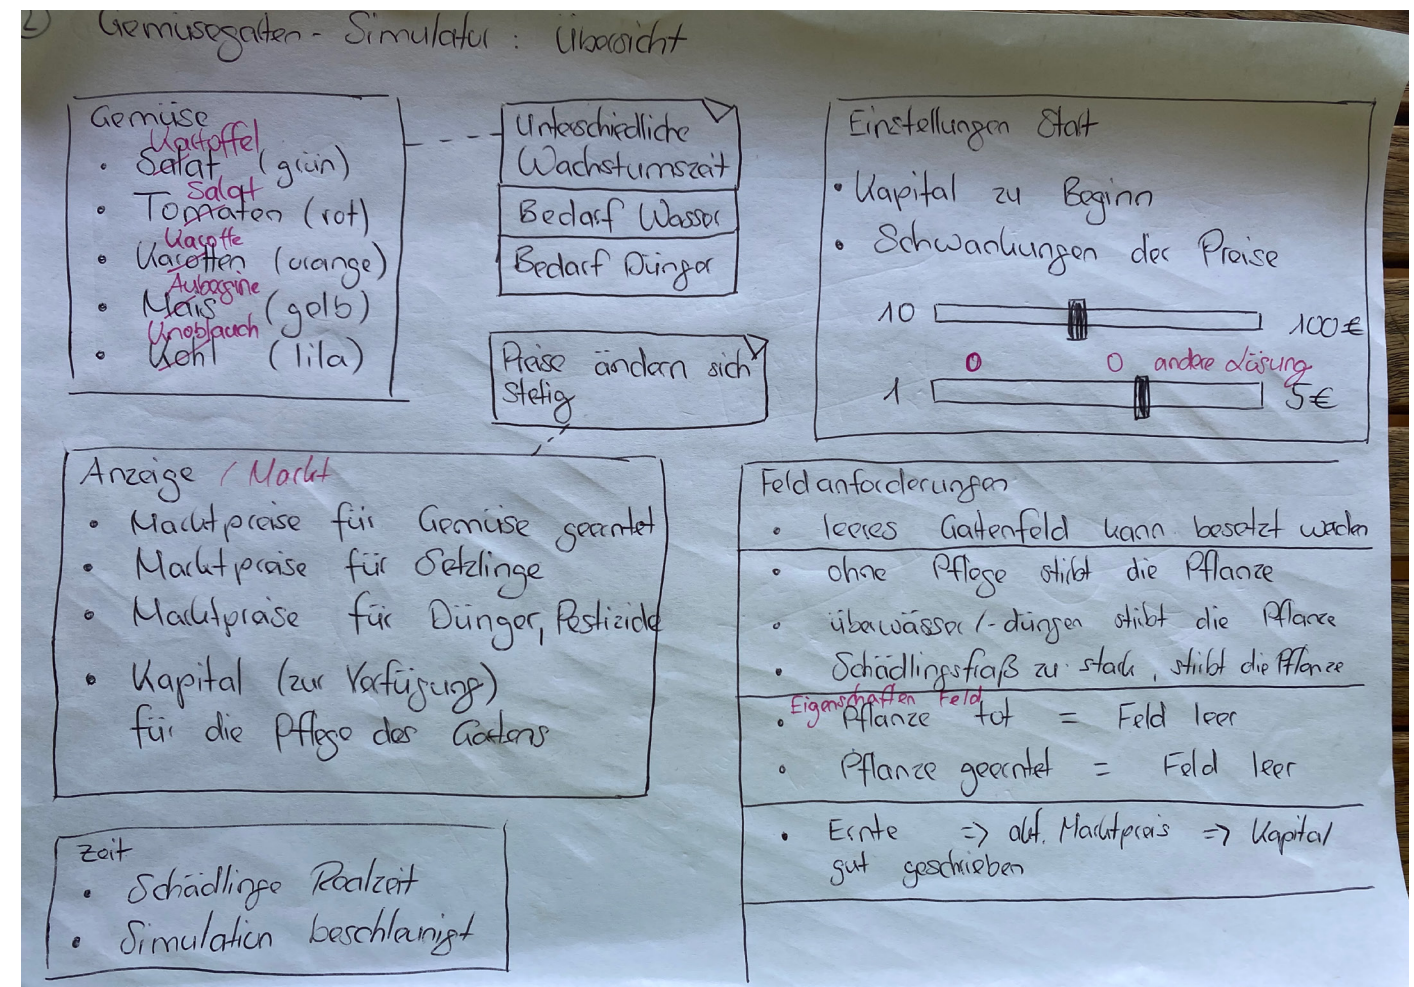 2) Gemüsegarten - Simulator : Übersicht
Gemüse
Kartoffel
• Salat (grün)
Salat
• Tomaten (rot)
Karotte
• Karotten (orange)
Aubergine
• Mais (gelb)
Knoblauch
• Kohl (lila)
Unterschiedliche
Wachstumszeit
Bedarf Wasser
Bedarf Dünger
Preise ändern sich
stetig
Einstellungen Start
• Kapital zu Beginn
• Schwankungen der Preise
10 100€
O O andere Lösung
1 5€
Anzeige / Markt
• Marktpreise für Gemüse geerntet
• Marktpreise für Setzlinge
• Marktpreise für Dünger, Pestizide
• Kapital (zur Verfügung)
für die Pflege des Gartens
Feldanforderungen
• leeres Gartenfeld kann besetzt werden
• ohne Pflege stirbt die Pflanze
• überwässer/-düngen stirbt die Pflanze
• Schädlingsfraß zu stark, stirbt die Pflanze
Eigenschaften Feld
• Pflanze tot = Feld leer
• Pflanze geerntet = Feld leer
• Ernte => akt. Marktpreis => Kapital
gut geschrieben
Zeit
• Schädlinge Realzeit
• Simulation beschleunigt